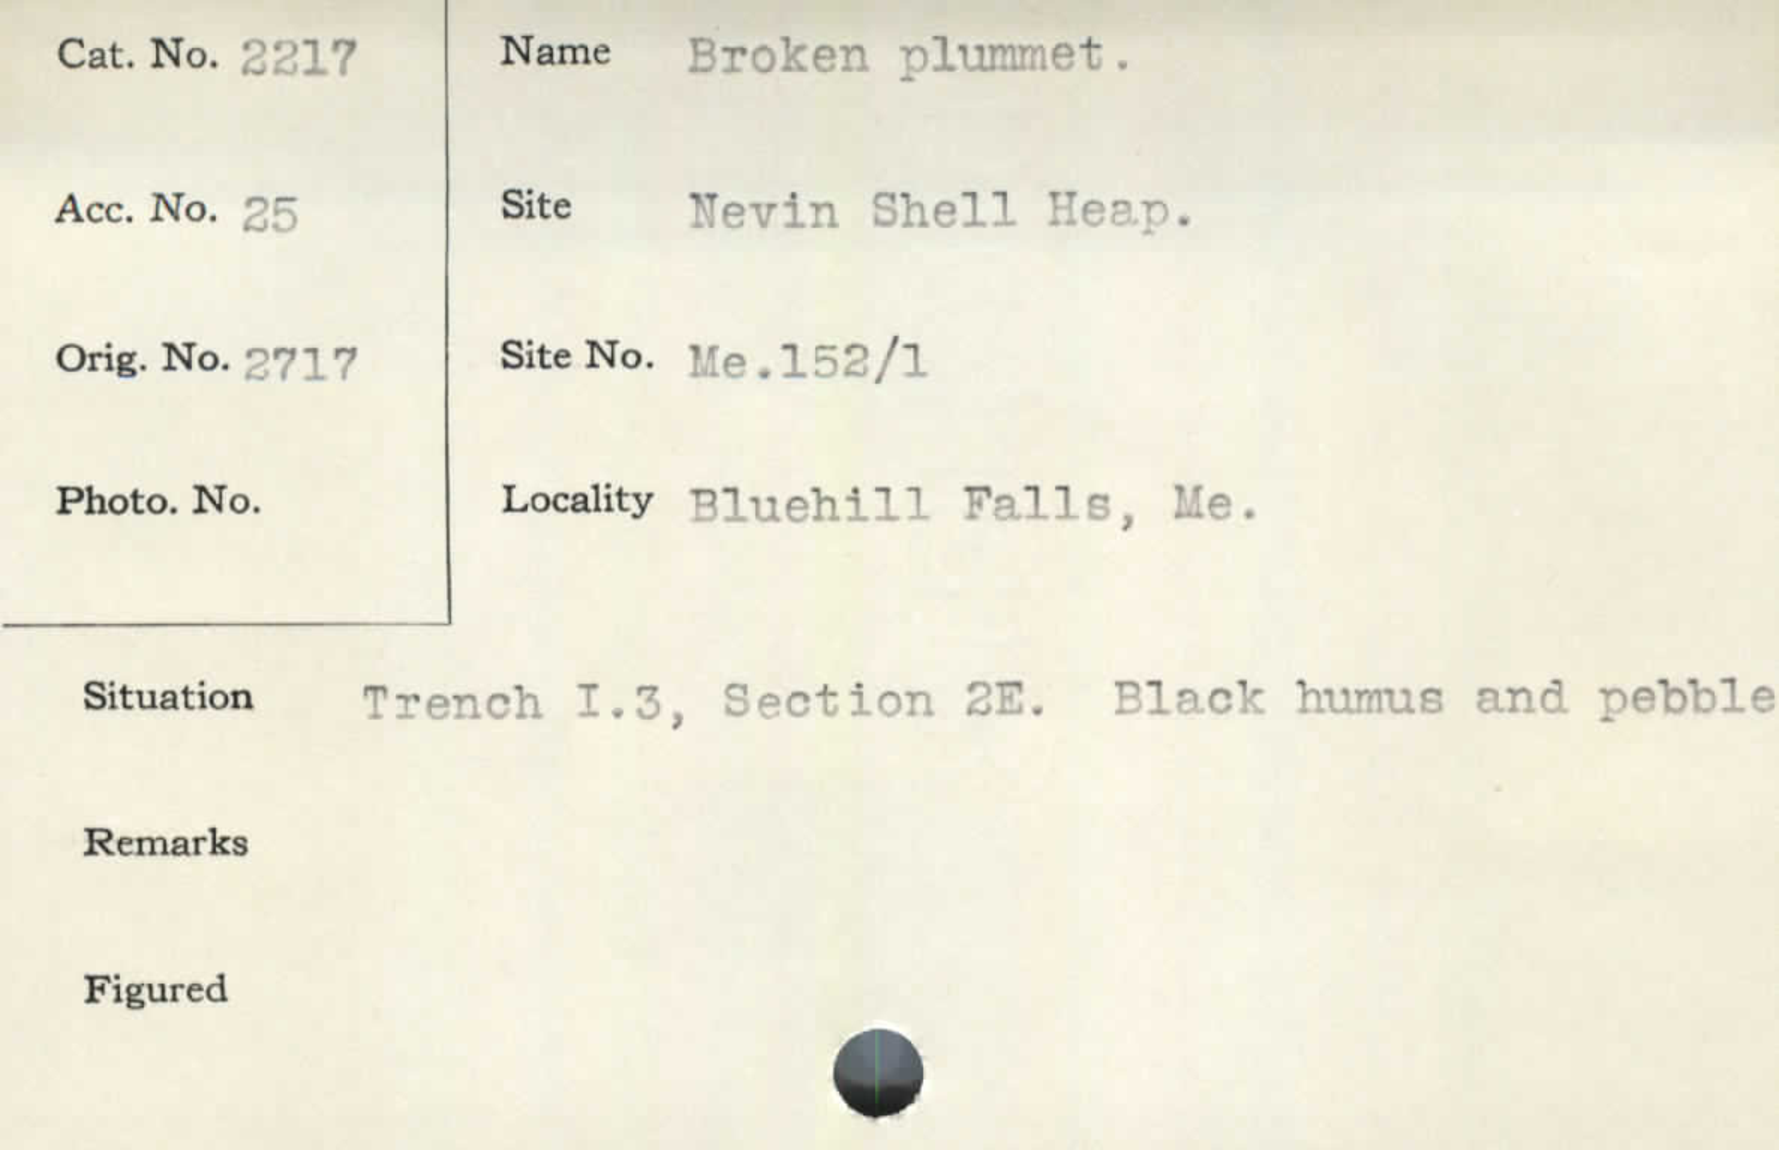 Cat. No. 2217
Name Broken plummet.
Acc. No. 25
Site Nevin Shell Heap.
Orig. No. 2717
Site No. Me.152/1
Photo. No.
Locality Bluehill Falls, Me.
Situation Trench I.3, Section 2E. Black humus and pebble
Remarks
Figured